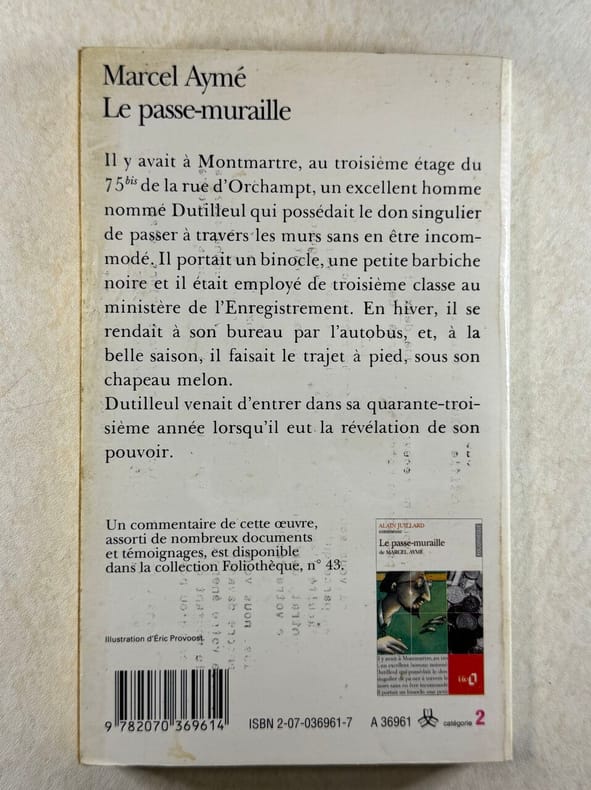 Marcel Aymé
Le passe-muraille
Il y avait à Montmartre, au troisième étage du
75bis de la rue d'Orchampt, un excellent homme
nommé Dutilleul qui possédait le don singulier
de passer à travers les murs sans en être incom-
modé. Il portait un binocle, une petite barbiche
noire et il était employé de troisième classe au
ministère de l'Enregistrement. En hiver, il se
rendait à son bureau par l'autobus, et, à la
belle saison, il faisait le trajet à pied, sous son
chapeau melon.
Dutilleul venait d'entrer dans sa quarante-troi-
sième année lorsqu'il eut la révélation de son
pouvoir.
Un commentaire de cette œuvre,
assorti de nombreux documents
et témoignages, est disponible
dans la collection Foliothèque, n° 43.
ALAIN JUILLARD
commente
Le passe-muraille
de MARCEL AYMÉ
Illustration d'Éric Provoost.
9 782070 369614
ISBN 2-07-036961-7 A 36961 catégorie 2